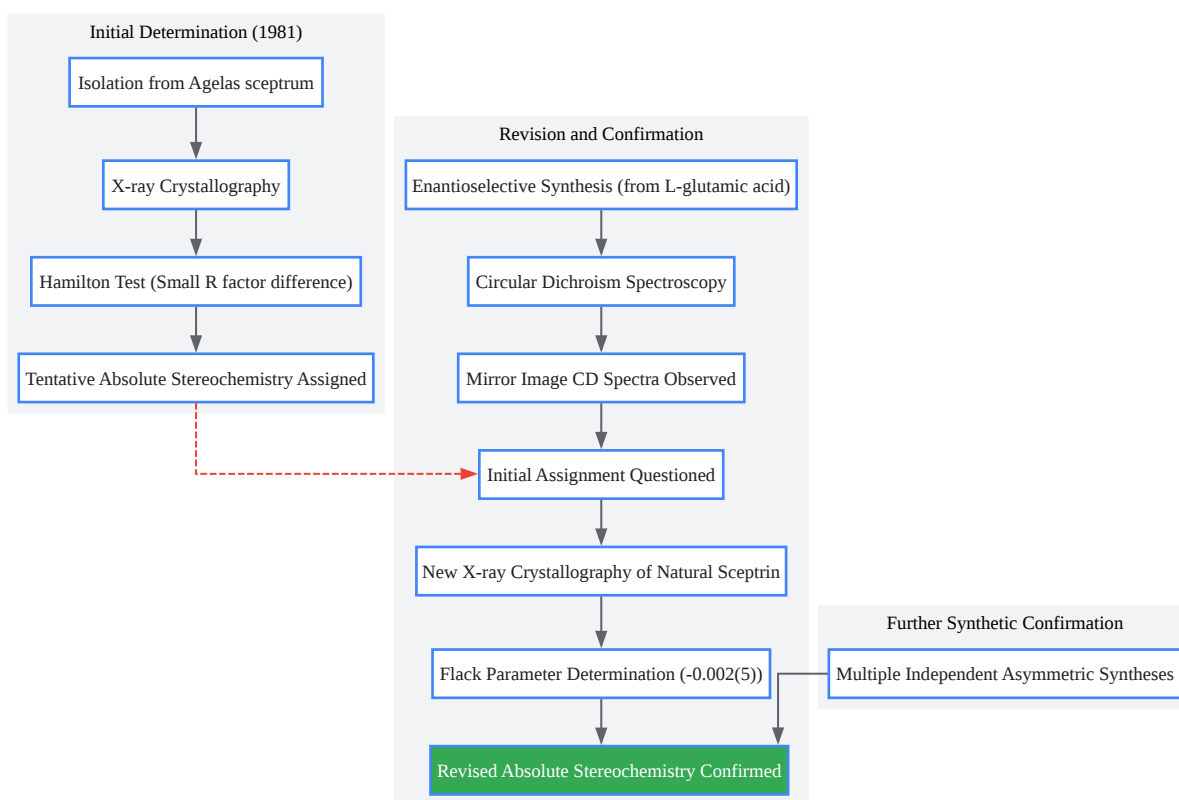 Initial Determination (1981)
Isolation from Agelas sceptrum
X-ray Crystallography
Hamilton Test (Small R factor difference)
Tentative Absolute Stereochemistry Assigned
Revision and Confirmation
Enantioselective Synthesis (from L-glutamic acid)
Circular Dichroism Spectroscopy
Mirror Image CD Spectra Observed
Initial Assignment Questioned
New X-ray Crystallography of Natural Sceptrin
Flack Parameter Determination (-0.002(5))
Revised Absolute Stereochemistry Confirmed
Further Synthetic Confirmation
Multiple Independent Asymmetric Syntheses